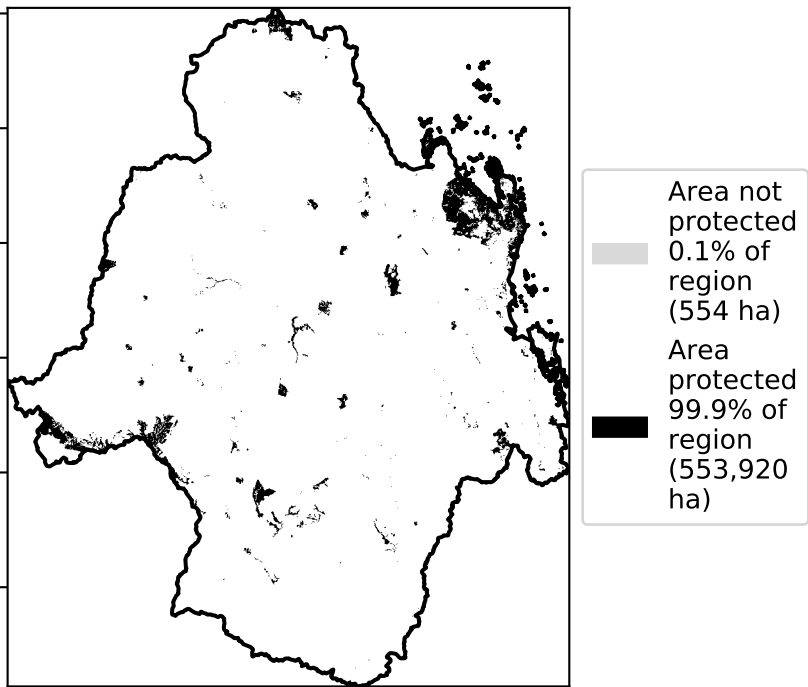 Area not
protected
0.1% of
region
(554 ha)
Area
protected
99.9% of
region
(553,920
ha)